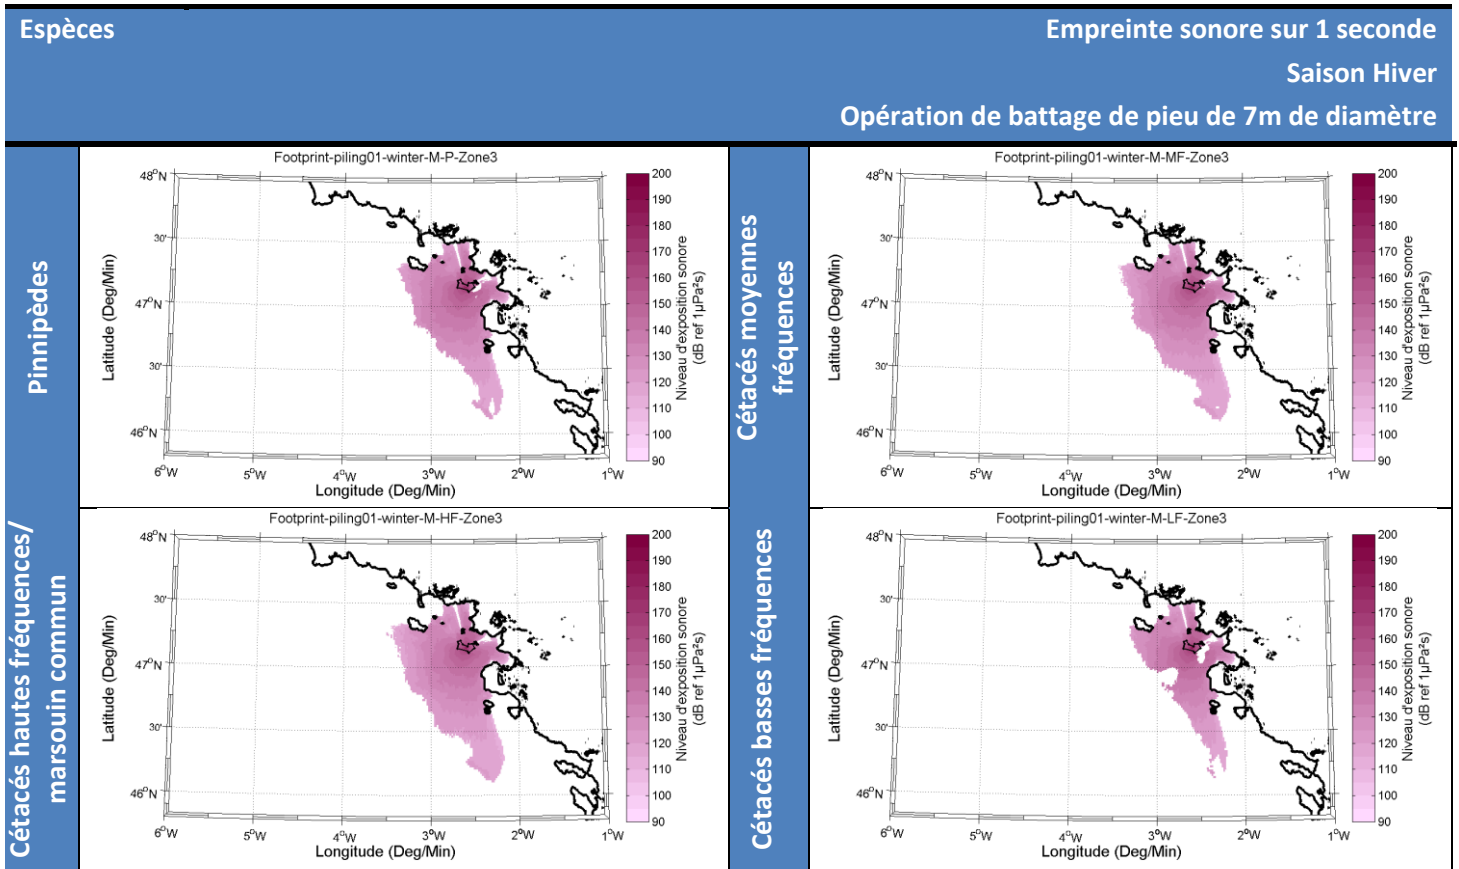 Espèces
Empreinte sonore sur 1 seconde
Saison Hiver
Opération de battage de pieu de 7m de diamètre
Pinnipèdes
Footprint-piling01-winter-M-P-Zone3
48°N
30'
47°N
30'
46°N
6°W 5°W 4°W 3°W 2°W 1°W
Latitude (Deg/Min)
Longitude (Deg/Min)
200
190
180
170
160
150
140
130
120
110
100
90
Niveau d'exposition sonore
(dB ref 1µPa²s)
Cétacés moyennes
fréquences
Footprint-piling01-winter-M-MF-Zone3
48°N
30'
47°N
30'
46°N
6°W 5°W 4°W 3°W 2°W 1°W
Latitude (Deg/Min)
Longitude (Deg/Min)
200
190
180
170
160
150
140
130
120
110
100
90
Niveau d'exposition sonore
(dB ref 1µPa²s)
Cétacés hautes fréquences/
marsouin commun
Footprint-piling01-winter-M-HF-Zone3
48°N
30'
47°N
30'
46°N
6°W 5°W 4°W 3°W 2°W 1°W
Latitude (Deg/Min)
Longitude (Deg/Min)
200
190
180
170
160
150
140
130
120
110
100
90
Niveau d'exposition sonore
(dB ref 1µPa²s)
Cétacés basses fréquences
Footprint-piling01-winter-M-LF-Zone3
48°N
30'
47°N
30'
46°N
6°W 5°W 4°W 3°W 2°W 1°W
Latitude (Deg/Min)
Longitude (Deg/Min)
200
190
180
170
160
150
140
130
120
110
100
90
Niveau d'exposition sonore
(dB ref 1µPa²s)